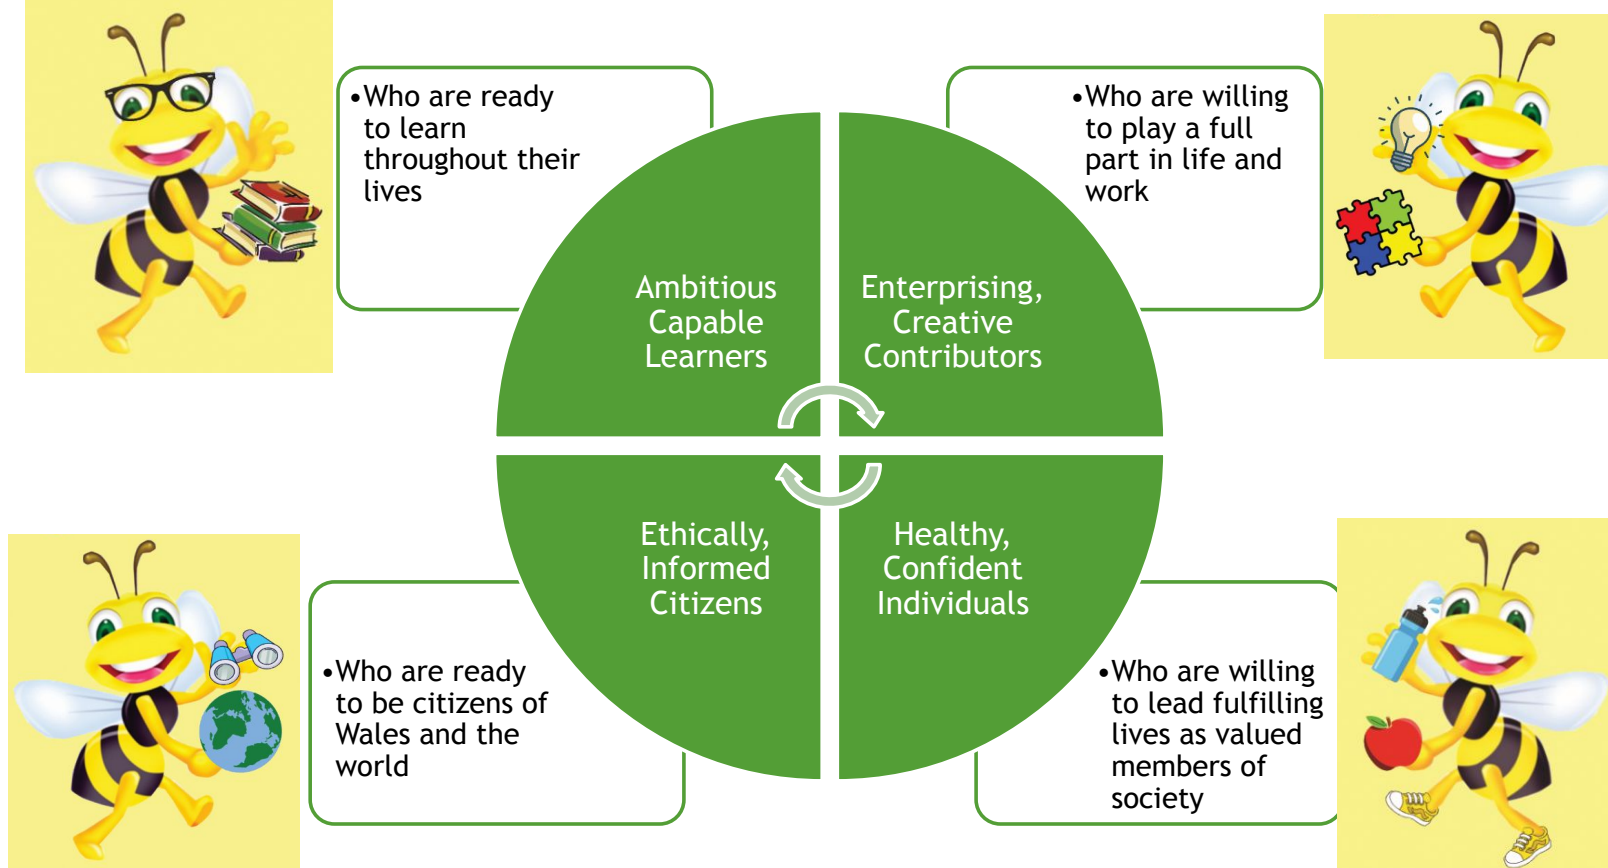 •Who are ready
to learn
throughout their
lives
•Who are willing
to play a full
part in life and
work
Ambitious
Capable
Learners
Enterprising,
Creative
Contributors
Ethically,
Informed
Citizens
Healthy,
Confident
Individuals
•Who are ready
to be citizens of
Wales and the
world
•Who are willing
to lead fulfilling
lives as valued
members of
society